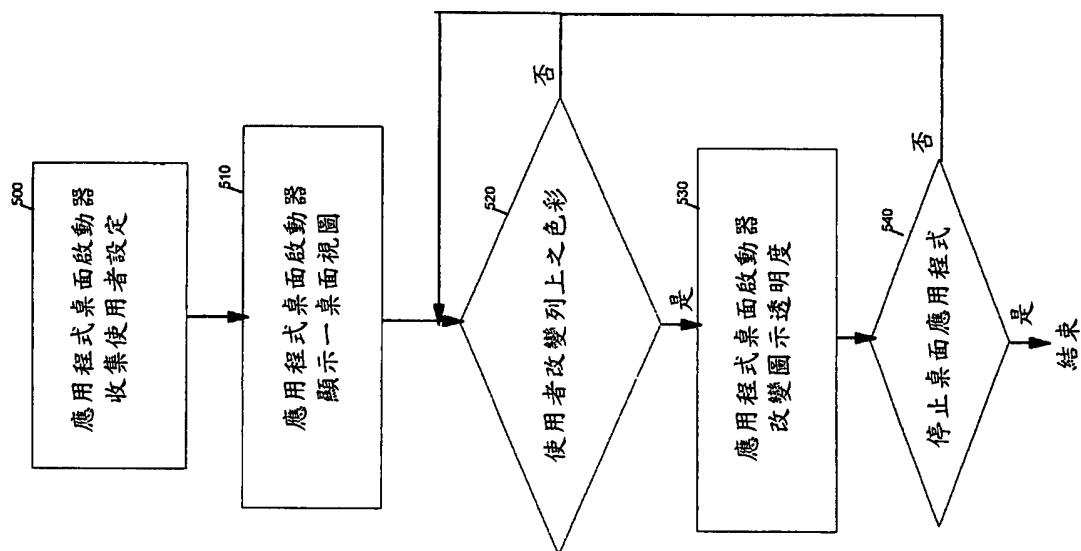 500
應用程式桌面啟動器
收集使用者設定
510
應用程式桌面啟動器
顯示一桌面視圖
520
使用者改變列上之色彩
否
是
530
應用程式桌面啟動器
改變圖示透明度
540
停止桌面應用程式
否
是
結束